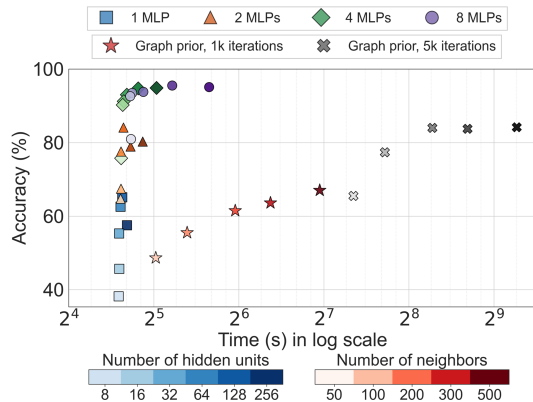 1 MLP 2 MLPs 4 MLPs 8 MLPs
Graph prior, 1k iterations Graph prior, 5k iterations
100
80
60
40
Accuracy (%)
2^4 2^5 2^6 2^7 2^8 2^9
Time (s) in log scale
Number of hidden units Number of neighbors
8 16 32 64 128 256 50 100 200 300 500